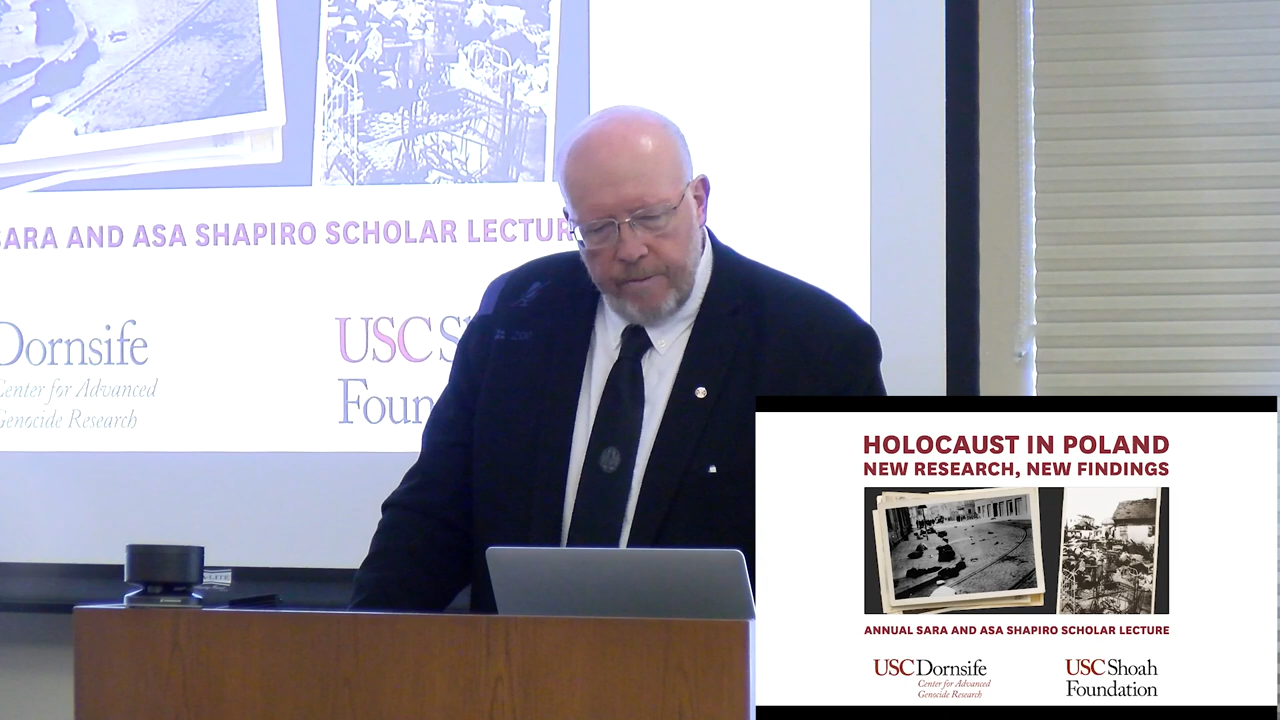 SARA AND ASA SHAPIRO SCHOLAR LECTUR
Dornsife
Center for Advanced
Genocide Research
USC S
Foun
HOLOCAUST IN POLAND
NEW RESEARCH, NEW FINDINGS
ANNUAL SARA AND ASA SHAPIRO SCHOLAR LECTURE
USC Dornsife
Center for Advanced
Genocide Research
USC Shoah
Foundation